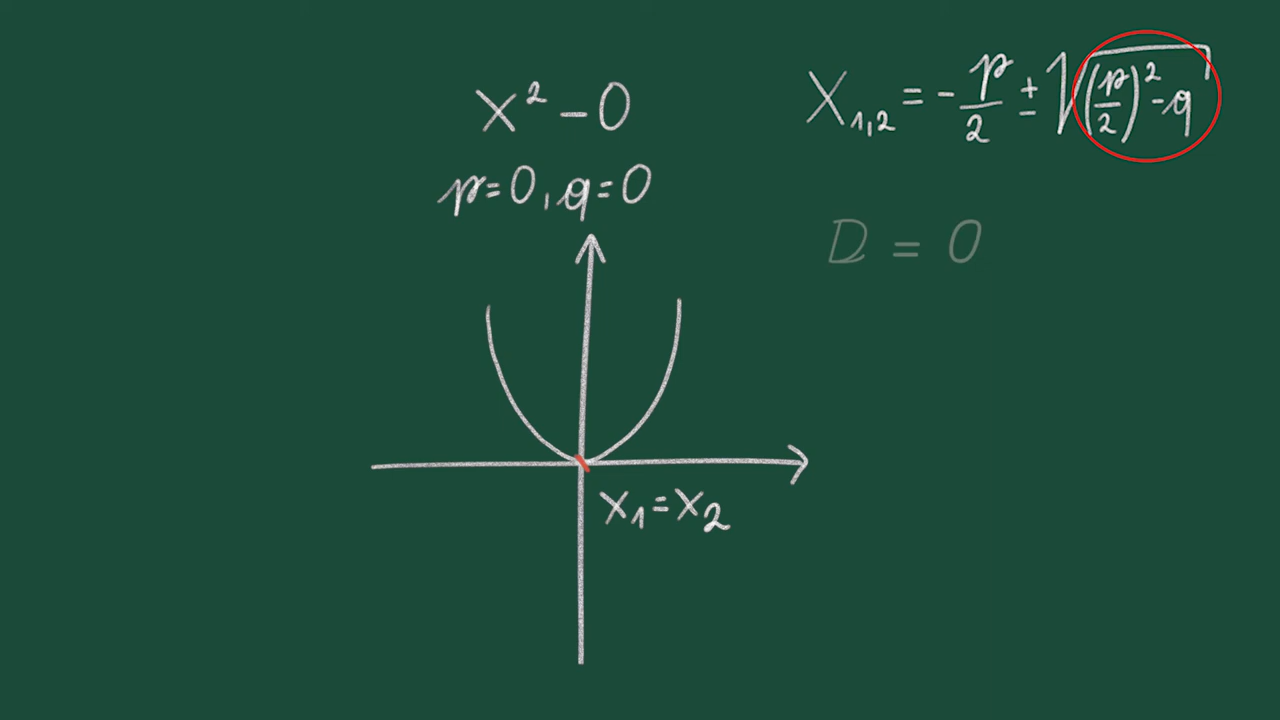 x² – 0
p = 0, q = 0
x₁ = x₂
X₁,₂ = - p/2 ± √((p/2)² - q)
D = 0